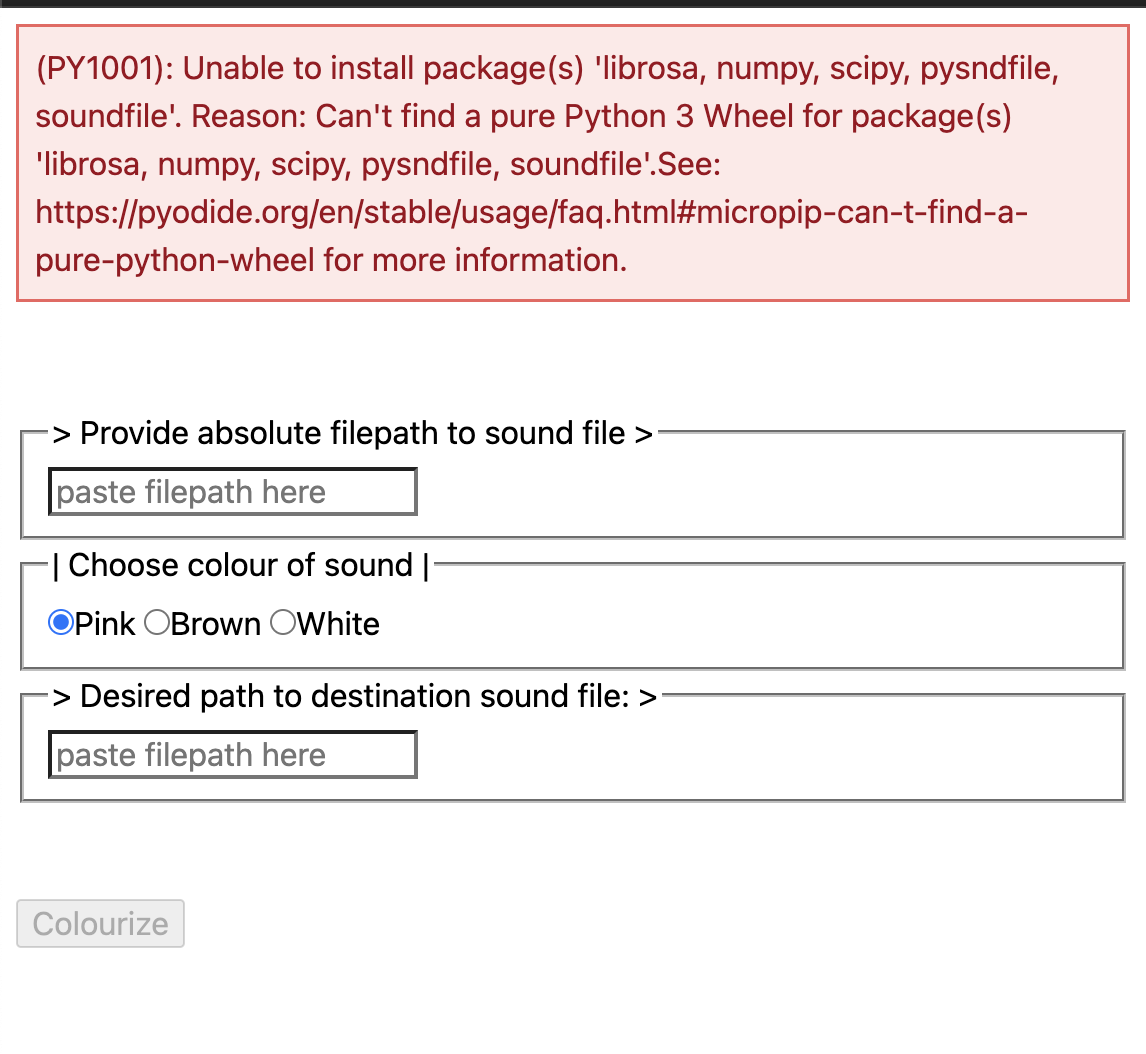 (PY1001): Unable to install package(s) 'librosa, numpy, scipy, pysndfile,
soundfile'. Reason: Can't find a pure Python 3 Wheel for package(s)
'librosa, numpy, scipy, pysndfile, soundfile'.See:
https://pyodide.org/en/stable/usage/faq.html#micropip-can-t-find-a-
pure-python-wheel for more information.
> Provide absolute filepath to sound file >
paste filepath here
| Choose colour of sound |
Pink Brown White
> Desired path to destination sound file: >
paste filepath here
Colourize